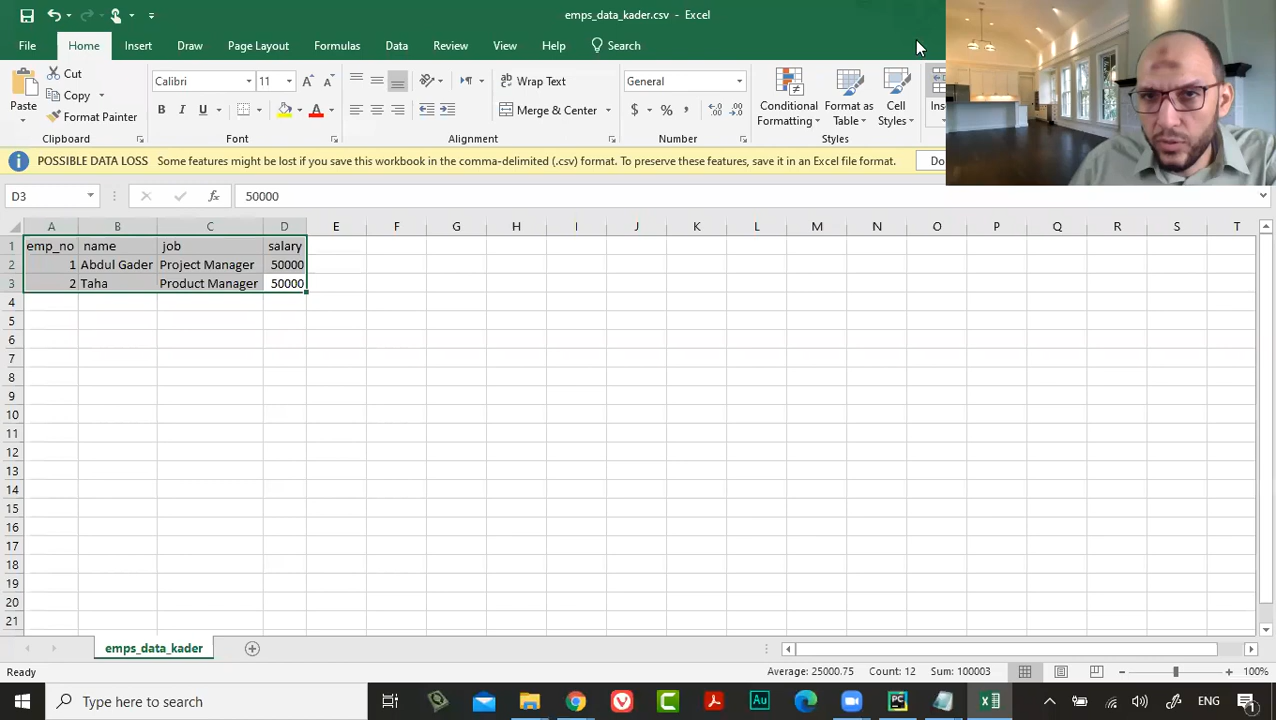 emps_data_kader.csv - Excel
File Home Insert Draw Page Layout Formulas Data Review View Help Search
Paste
Cut
Copy
Format Painter
Clipboard
Calibri 11
B I U
Font
Wrap Text
Merge & Center
Alignment
General
$ % ,
Number
Conditional Formatting
Format as Table
Cell Styles
Styles
POSSIBLE DATA LOSS Some features might be lost if you save this workbook in the comma-delimited (.csv) format. To preserve these features, save it in an Excel file format.
D3 fx 50000
A B C D E F G H I J K L M N O P Q R S T
1 emp_no name job salary
2 1 Abdul Gader Project Manager 50000
3 2 Taha Product Manager 50000
4
5
6
7
8
9
10
11
12
13
14
15
16
17
18
19
20
21
emps_data_kader
Ready Average: 25000.75 Count: 12 Sum: 100003 100%
Type here to search ENG